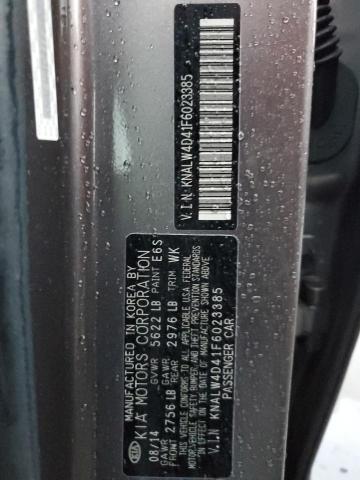 V.I.N KNALW4D41F6023385
MANUFACTURED IN KOREA BY
KIA MOTORS CORPORATION
08/14 GVWR 5622 LB PAINT E6S
GAWR FRONT 2756 LB GAWR REAR 2976 LB TRIM WK
THIS VEHICLE CONFORMS TO ALL APPLICABLE U.S.A. FEDERAL
MOTOR VEHICLE SAFETY, BUMPER, AND THEFT PREVENTION STANDARDS
IN EFFECT ON THE DATE OF MANUFACTURE SHOWN ABOVE
V.I.N KNALW4D41F6023385
PASSENGER CAR
KIA